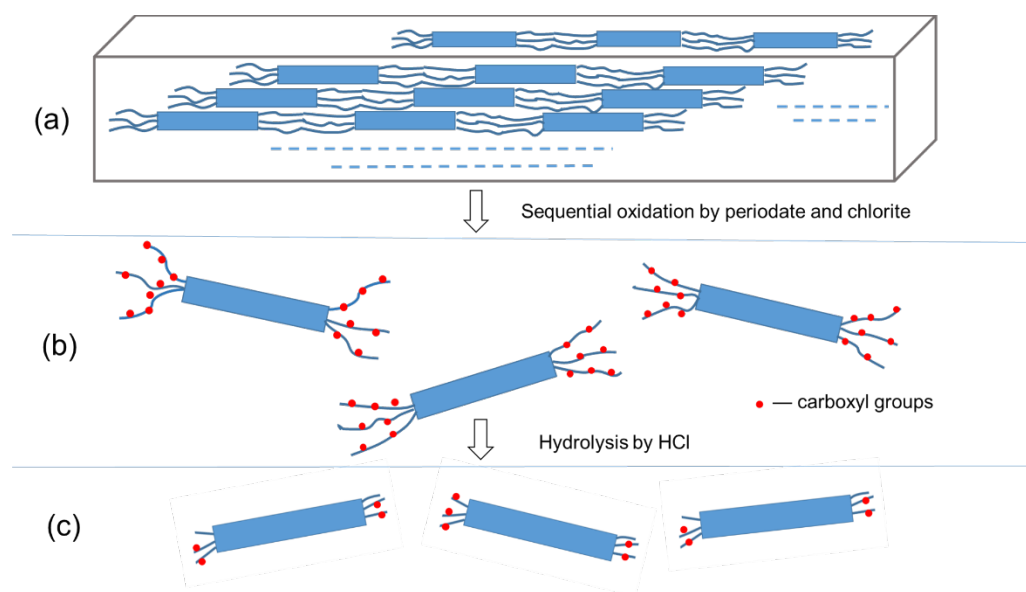 (a)
Sequential oxidation by periodate and chlorite
(b)
— carboxyl groups
Hydrolysis by HCl
(c)